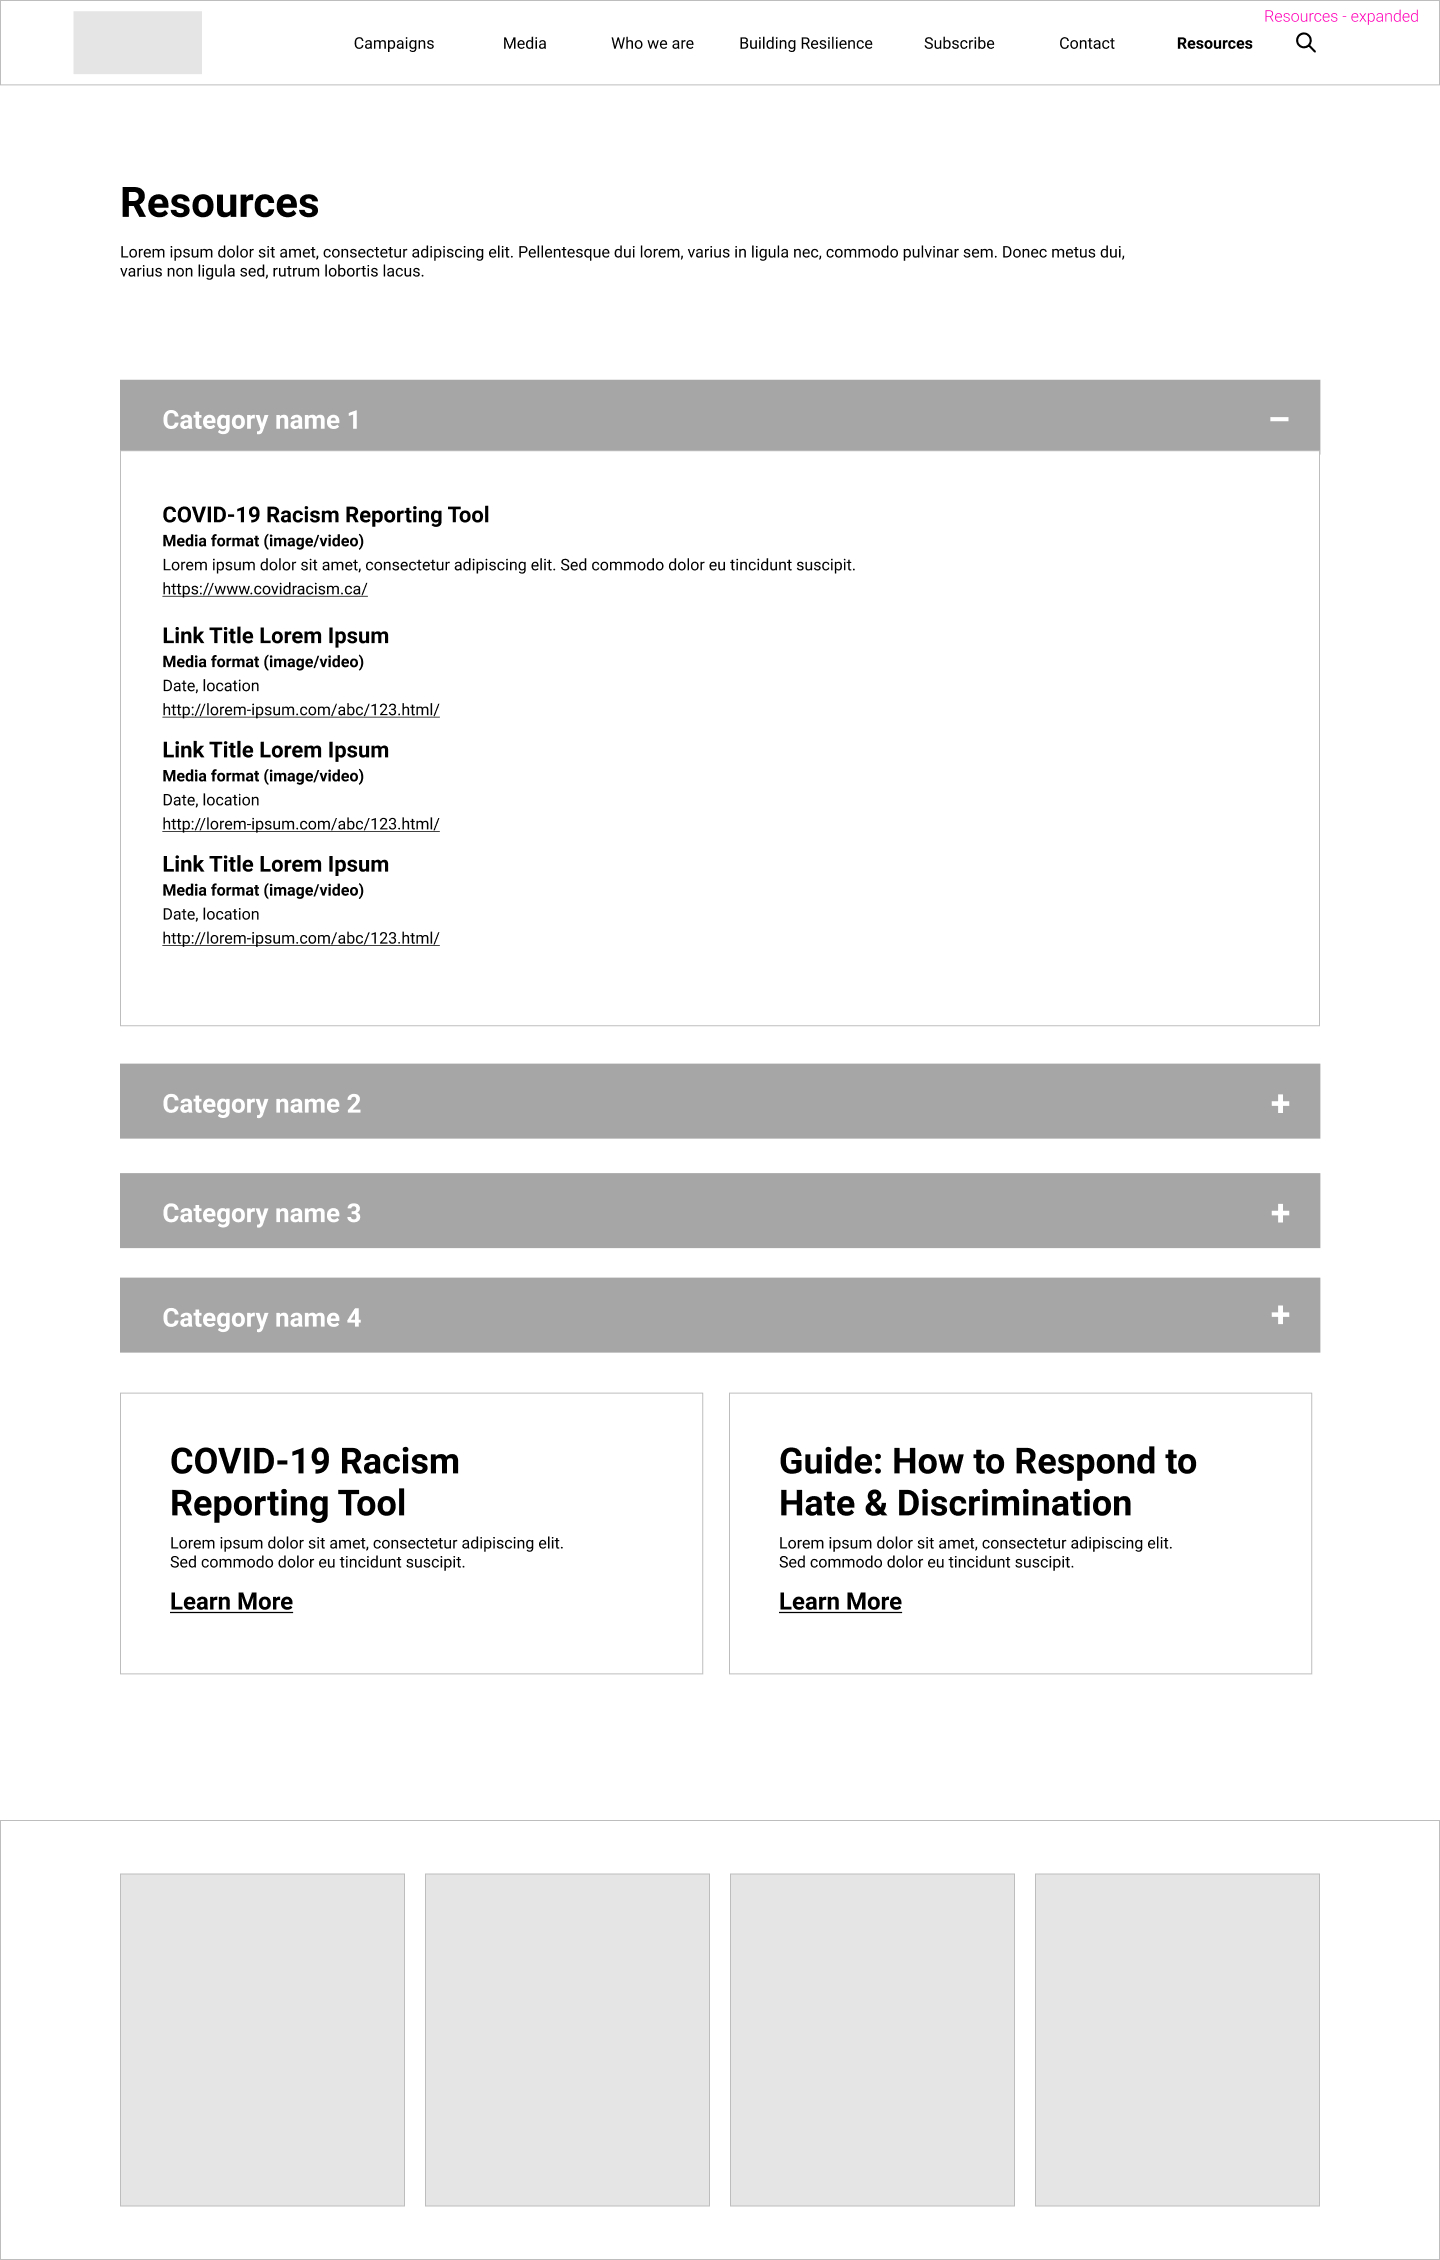 Resources - expanded
Campaigns Media Who we are Building Resilience Subscribe Contact Resources
Resources
Lorem ipsum dolor sit amet, consectetur adipiscing elit. Pellentesque dui lorem, varius in ligula nec, commodo pulvinar sem. Donec metus dui,
varius non ligula sed, rutrum lobortis lacus.
Category name 1
COVID-19 Racism Reporting Tool
Media format (image/video)
Lorem ipsum dolor sit amet, consectetur adipiscing elit. Sed commodo dolor eu tincidunt suscipit.
https://www.covidracism.ca/
Link Title Lorem Ipsum
Media format (image/video)
Date, location
http://lorem-ipsum.com/abc/123.html/
Link Title Lorem Ipsum
Media format (image/video)
Date, location
http://lorem-ipsum.com/abc/123.html/
Link Title Lorem Ipsum
Media format (image/video)
Date, location
http://lorem-ipsum.com/abc/123.html/
Category name 2
Category name 3
Category name 4
COVID-19 Racism
Reporting Tool
Lorem ipsum dolor sit amet, consectetur adipiscing elit.
Sed commodo dolor eu tincidunt suscipit.
Learn More
Guide: How to Respond to
Hate & Discrimination
Lorem ipsum dolor sit amet, consectetur adipiscing elit.
Sed commodo dolor eu tincidunt suscipit.
Learn More